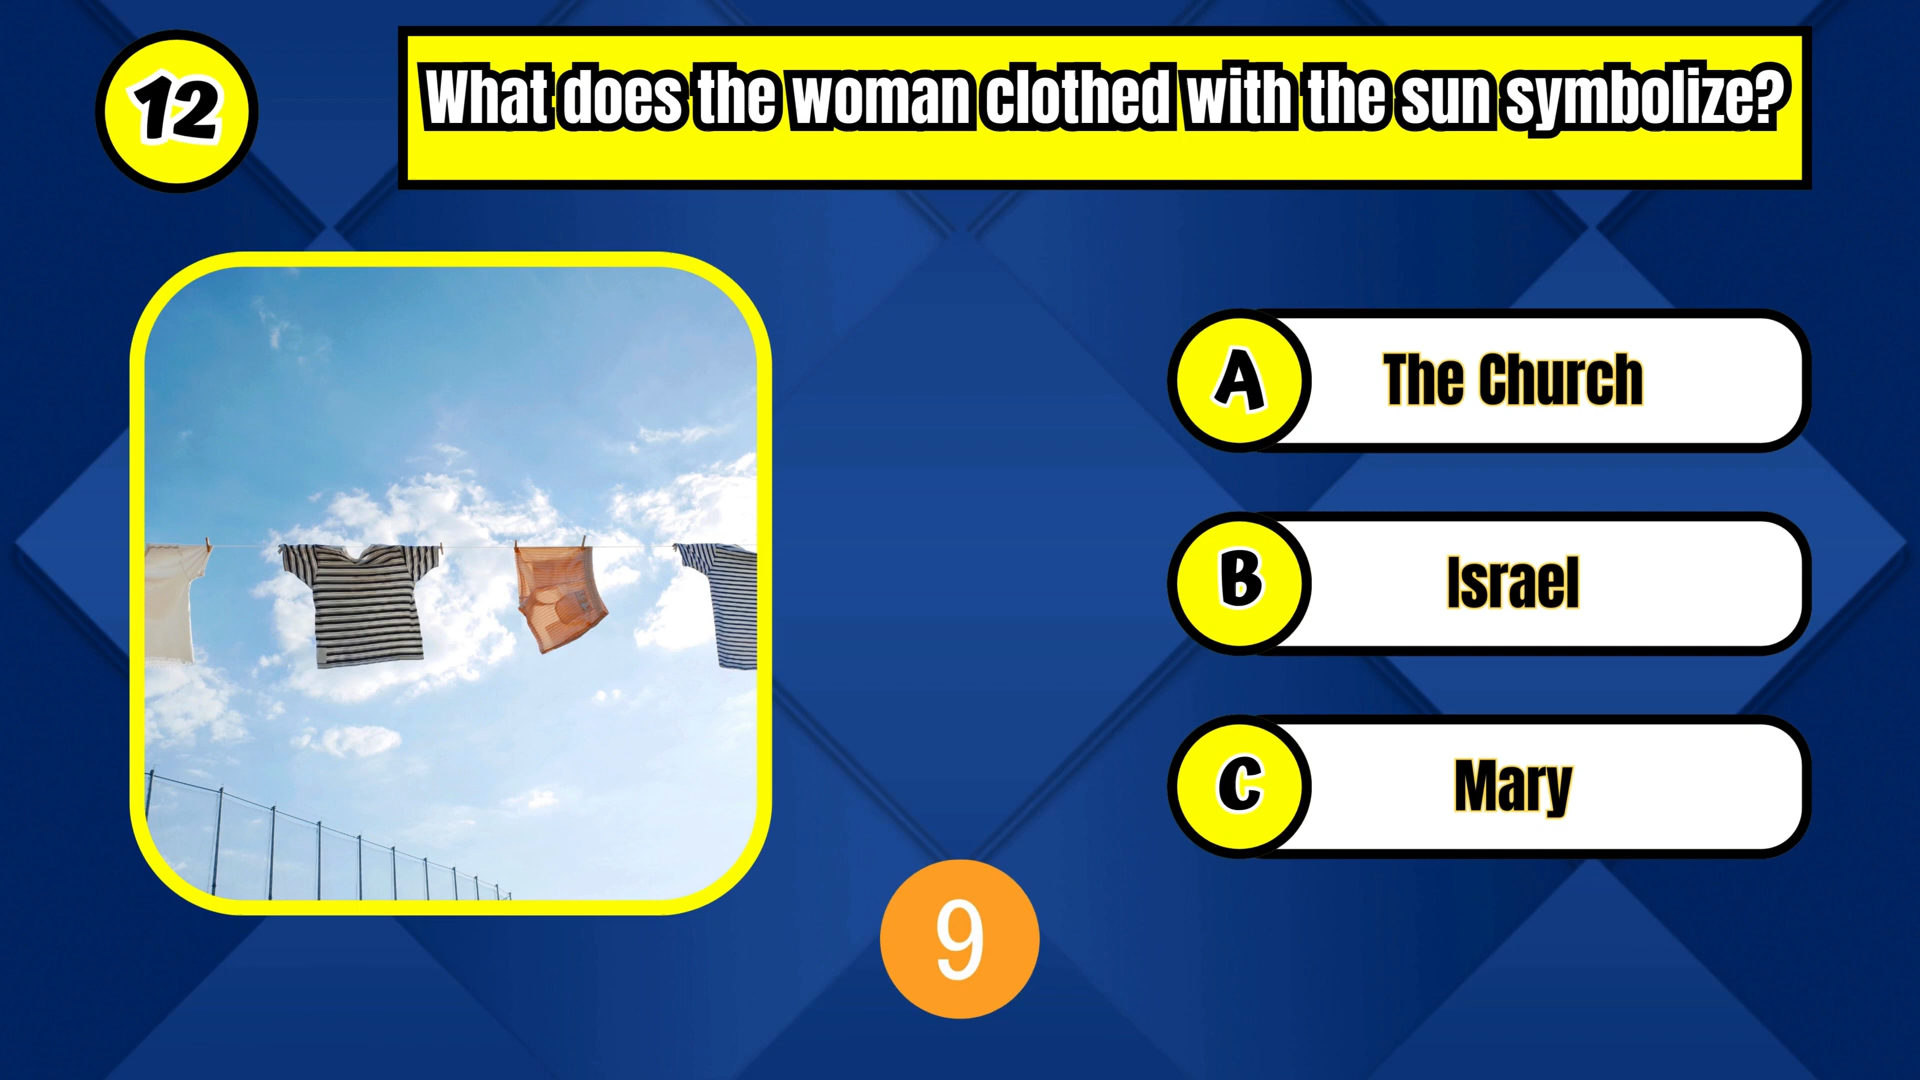 12
What does the woman clothed with the sun symbolize?
A
The Church
B
Israel
C
Mary
9